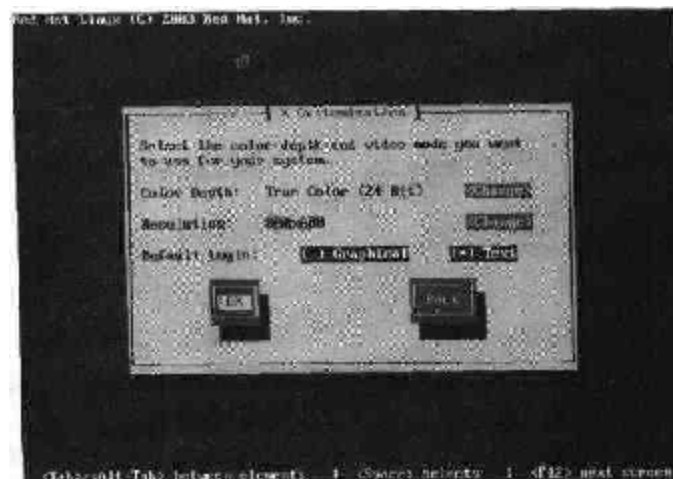 Red Hat Linux (C) 2003 Red Hat, Inc.
X Customization
Select the color depth and video mode you want
to use for your system.
Color Depth: True Color (24 Bit) <Change>
Resolution: 800x600 <Change>
Default Login: ( ) Graphical (*) Text
OK Back
<Tab>/<Alt-Tab> between elements | <Space> selects | <F12> next screen